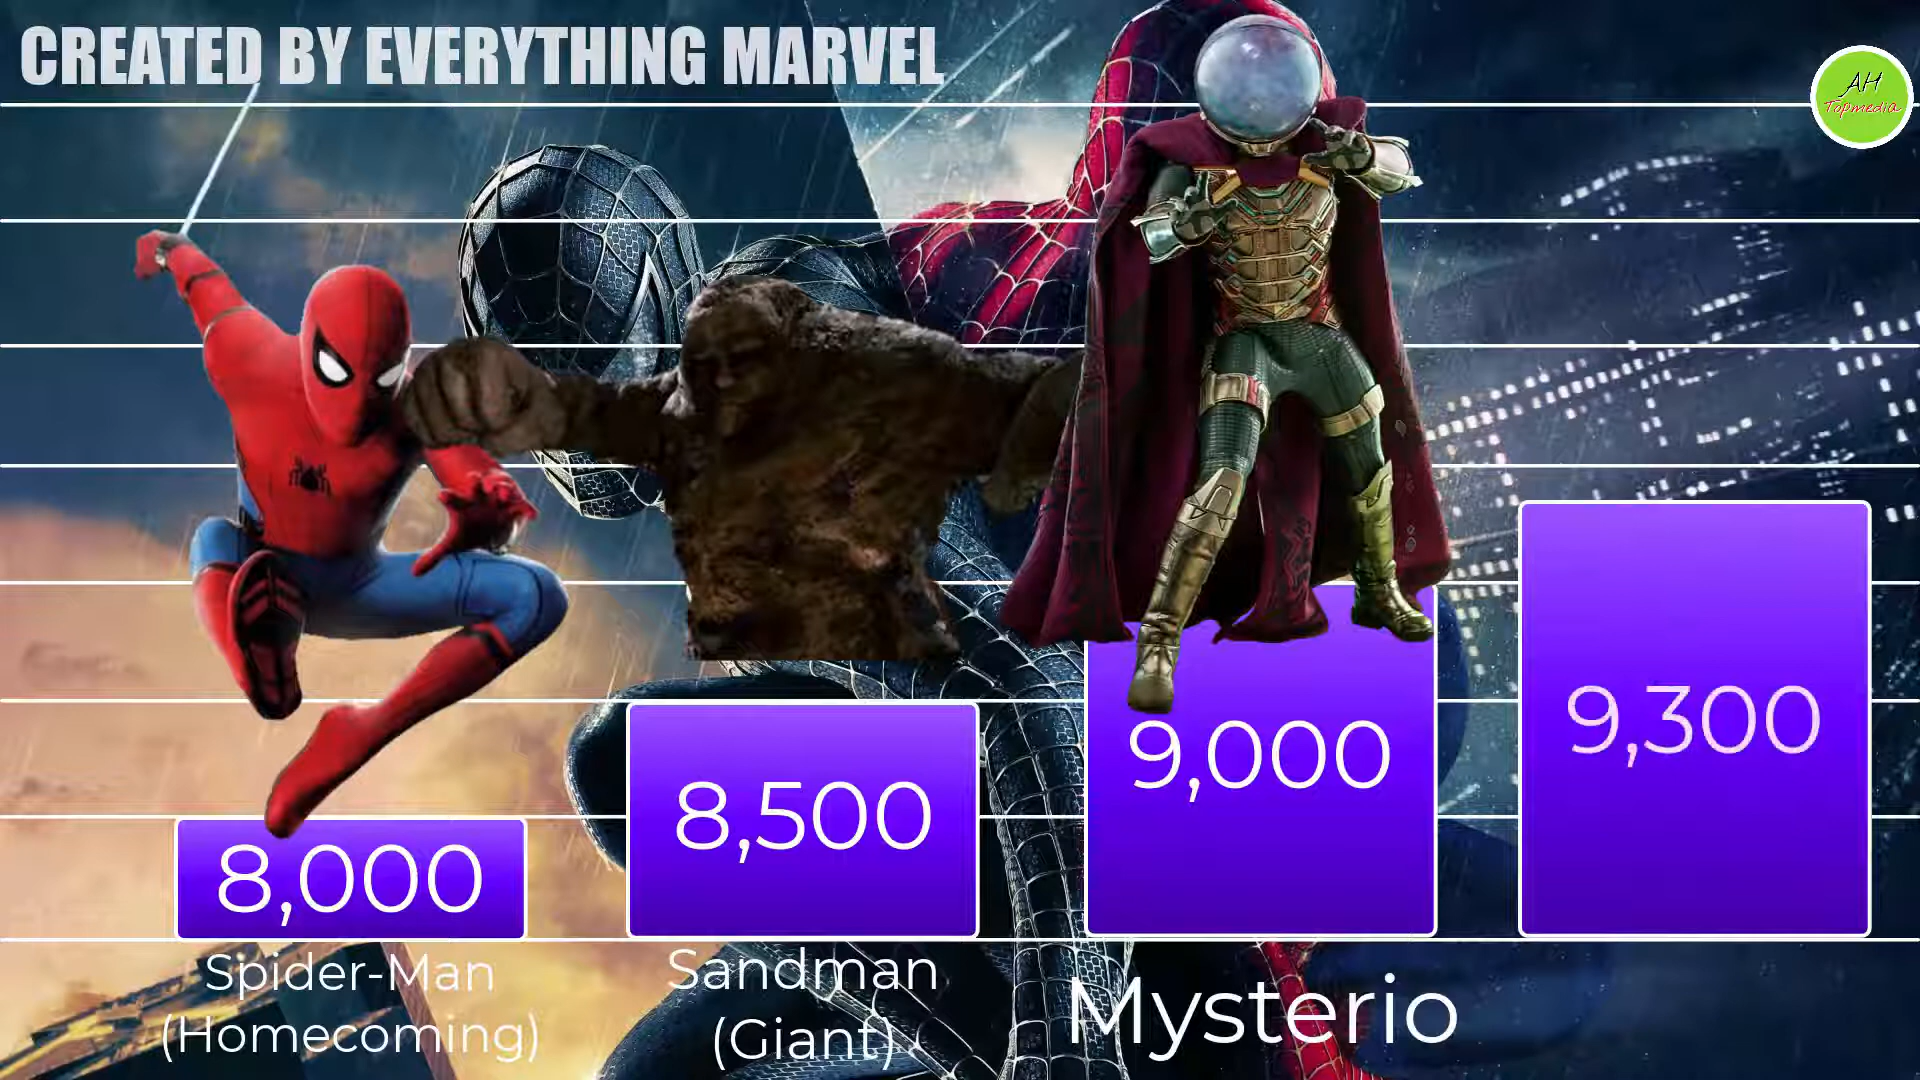 CREATED BY EVERYTHING MARVEL
AH
Topmedia
8,000
8,500
9,000
9,300
Spider-Man
(Homecoming)
Sandman
(Giant)
Mysterio